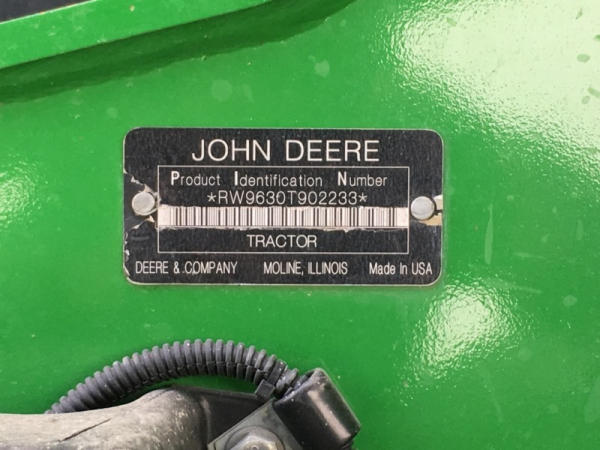 JOHN DEERE
Product Identification Number
*RW9630T902233*
TRACTOR
DEERE & COMPANY MOLINE, ILLINOIS Made In USA